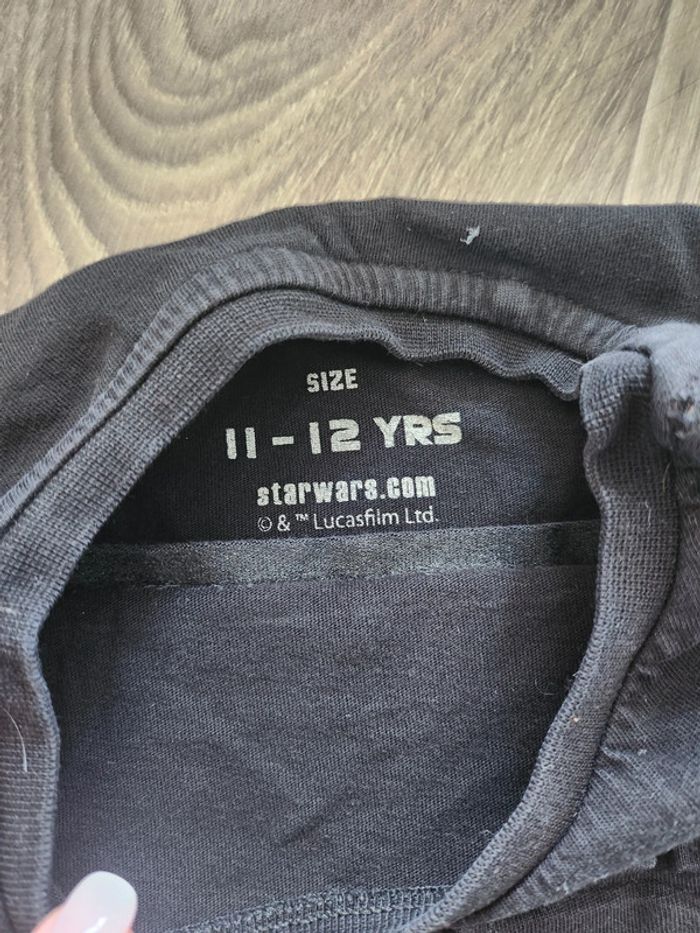 SIZE
11-12 YRS
starwars.com
© & ™ Lucasfilm Ltd.